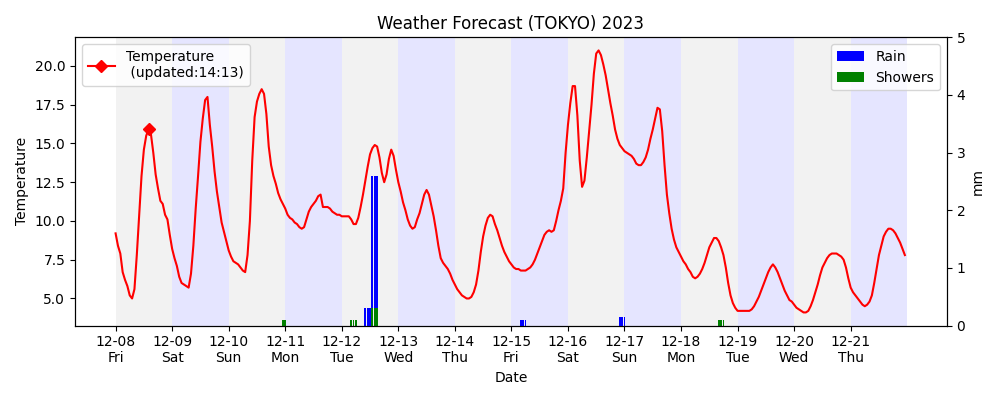 Weather Forecast (TOKYO) 2023
Temperature
(updated:14:13)
Rain
Showers
Temperature
20.0
17.5
15.0
12.5
10.0
7.5
5.0
mm
5
4
3
2
1
0
12-08 12-09 12-10 12-11 12-12 12-13 12-14 12-15 12-16 12-17 12-18 12-19 12-20 12-21
Fri Sat Sun Mon Tue Wed Thu Fri Sat Sun Mon Tue Wed Thu
Date